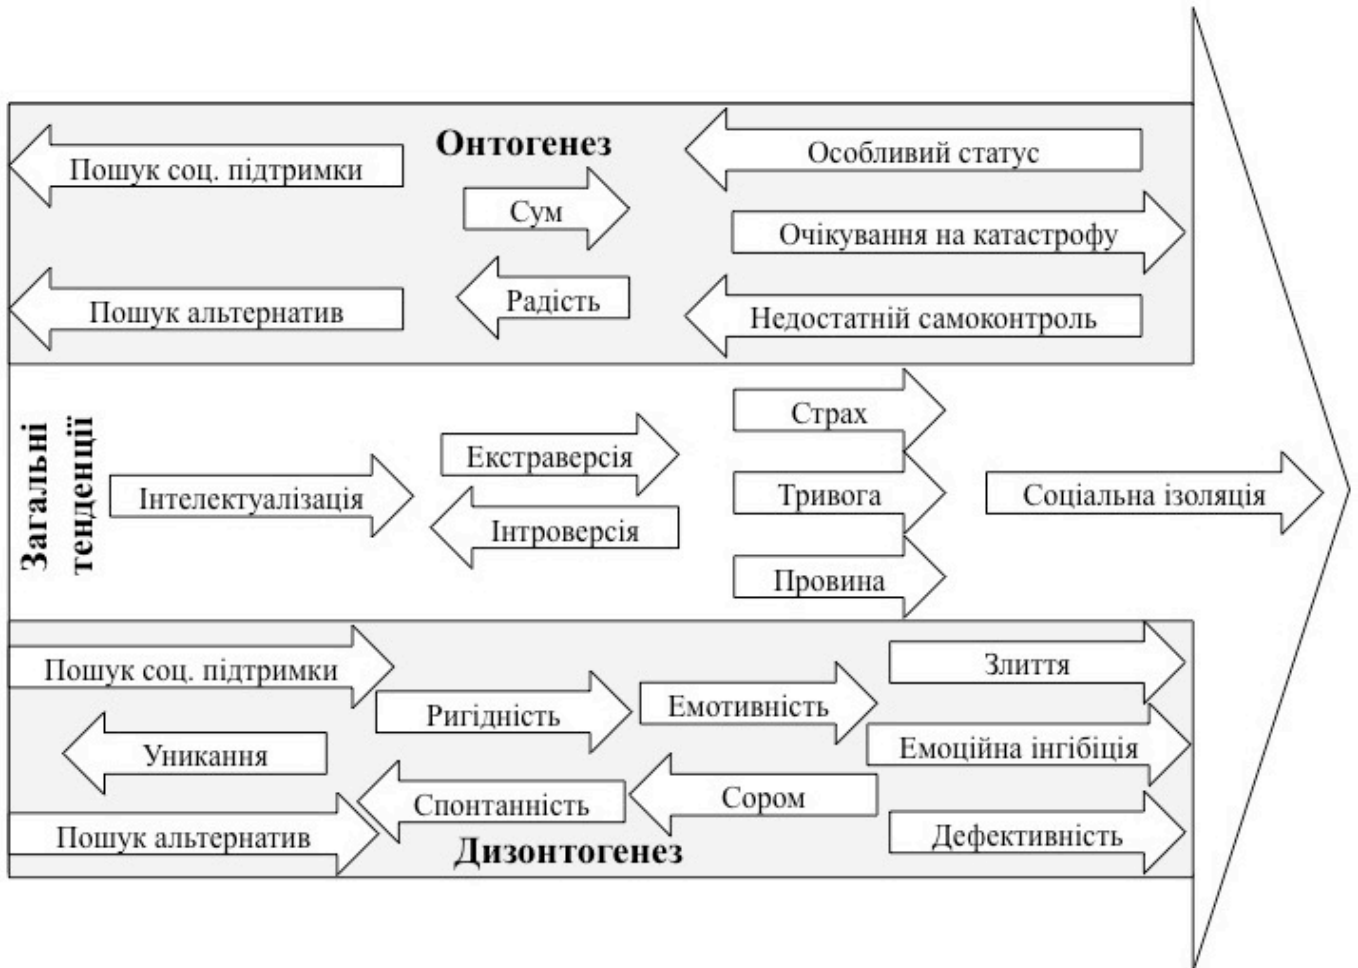 Онтогенез
Пошук соц. підтримки
Особливий статус
Сум
Очікування на катастрофу
Пошук альтернатив
Радість
Недостатній самоконтроль
Загальні
тенденції
Страх
Екстраверсія
Інтелектуалізація
Тривога
Соціальна ізоляція
Інтроверсія
Провина
Пошук соц. підтримки
Злиття
Ригідність
Емотивність
Уникання
Емоційна інгібіція
Спонтанність
Сором
Пошук альтернатив
Дефективність
Дизонтогенез